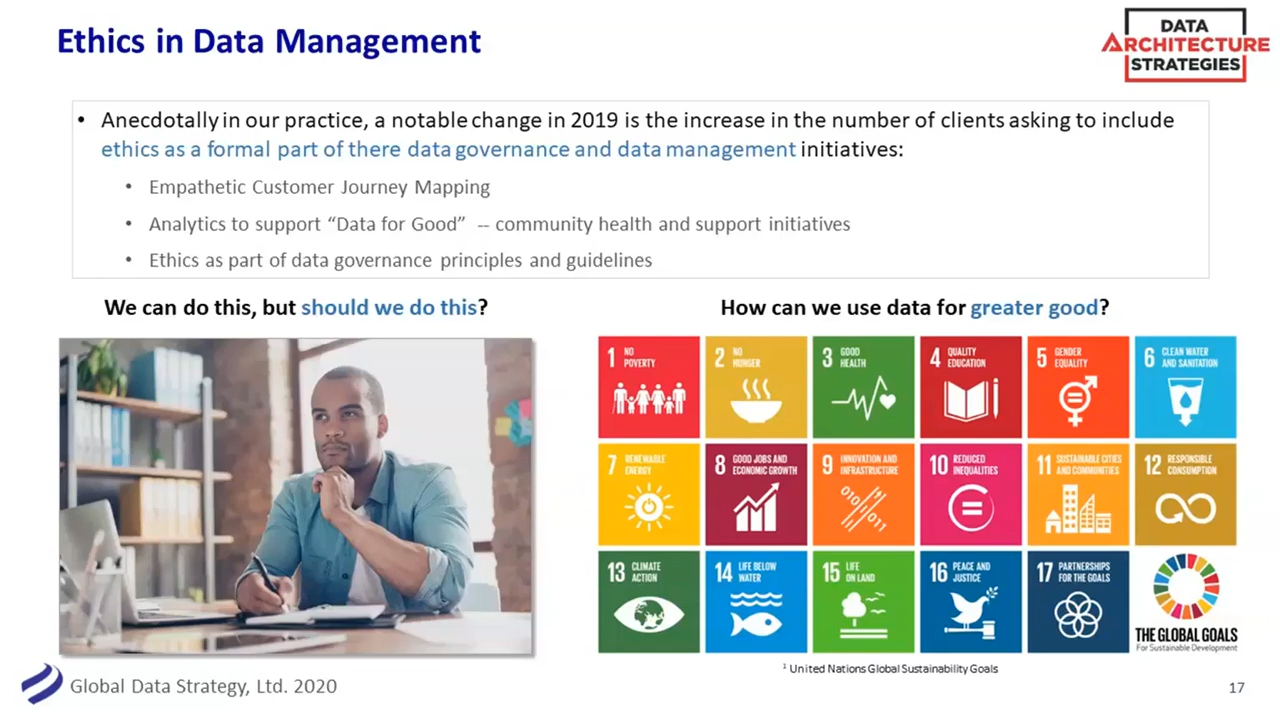 Ethics in Data Management
DATA
ARCHITECTURE
STRATEGIES
• Anecdotally in our practice, a notable change in 2019 is the increase in the number of clients asking to include
ethics as a formal part of there data governance and data management initiatives:
• Empathetic Customer Journey Mapping
• Analytics to support “Data for Good” -- community health and support initiatives
• Ethics as part of data governance principles and guidelines
We can do this, but should we do this?
How can we use data for greater good?
1 NO
POVERTY
2 NO
HUNGER
3 GOOD
HEALTH
4 QUALITY
EDUCATION
5 GENDER
EQUALITY
6 CLEAN WATER
AND SANITATION
7 RENEWABLE
ENERGY
8 GOOD JOBS AND
ECONOMIC GROWTH
9 INNOVATION AND
INFRASTRUCTURE
010
011
10 REDUCED
INEQUALITIES
11 SUSTAINABLE CITIES
AND COMMUNITIES
12 RESPONSIBLE
CONSUMPTION
13 CLIMATE
ACTION
14 LIFE BELOW
WATER
15 LIFE
ON LAND
16 PEACE AND
JUSTICE
17 PARTNERSHIPS
FOR THE GOALS
THE GLOBAL GOALS
For Sustainable Development
1 United Nations Global Sustainability Goals
Global Data Strategy, Ltd. 2020
17